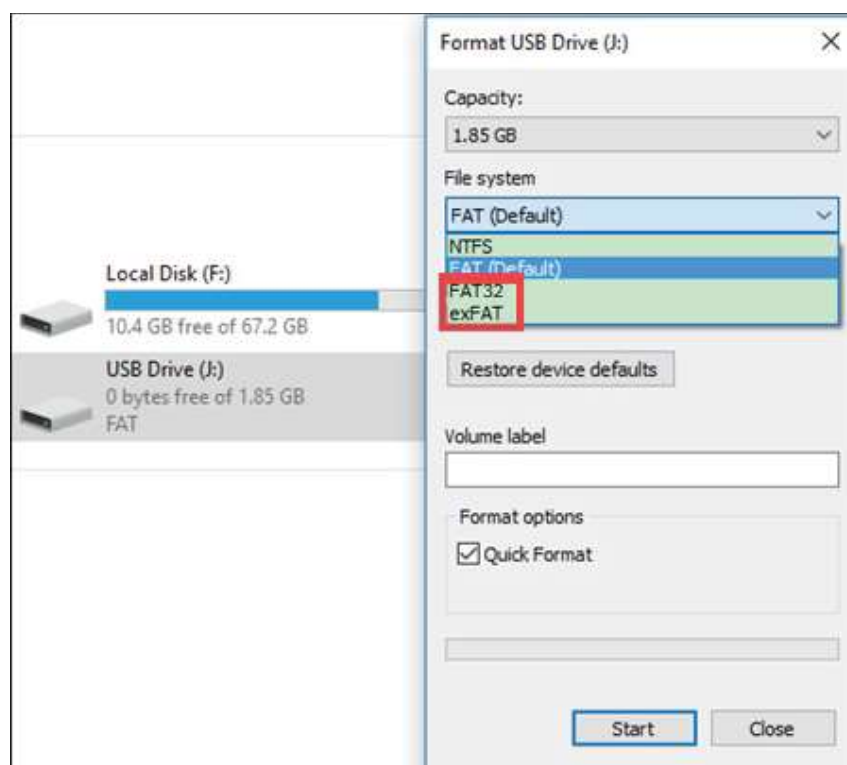 Format USB Drive (J:)
Capacity:
1.85 GB
File system
FAT (Default)
NTFS
FAT (Default)
FAT32
exFAT
Restore device defaults
Volume label
Format options
Quick Format
Start Close
Local Disk (F:)
10.4 GB free of 67.2 GB
USB Drive (J:)
0 bytes free of 1.85 GB
FAT